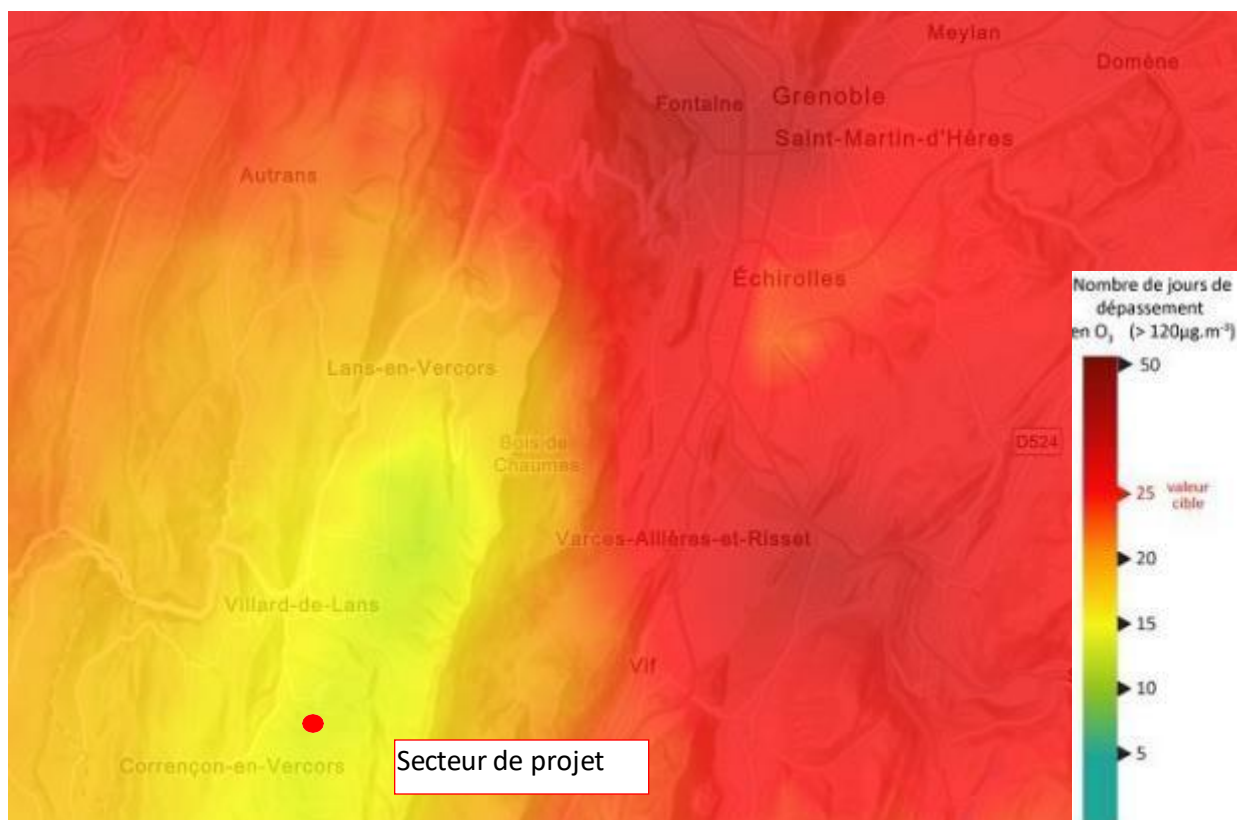 Meylan
Domène
Grenoble
Fontaine
Saint-Martin-d'Hères
Autrans
Échirolles
Nombre de jours de
dépassement
en O₃ (> 120µg.m⁻³)
50
Lans-en-Vercors
Bois de
Chaumes
D524
25 valeur
cible
Varces-Allières-et-Risset
20
Villard-de-Lans
15
Vif
10
Secteur de projet
Corrençon-en-Vercors
5